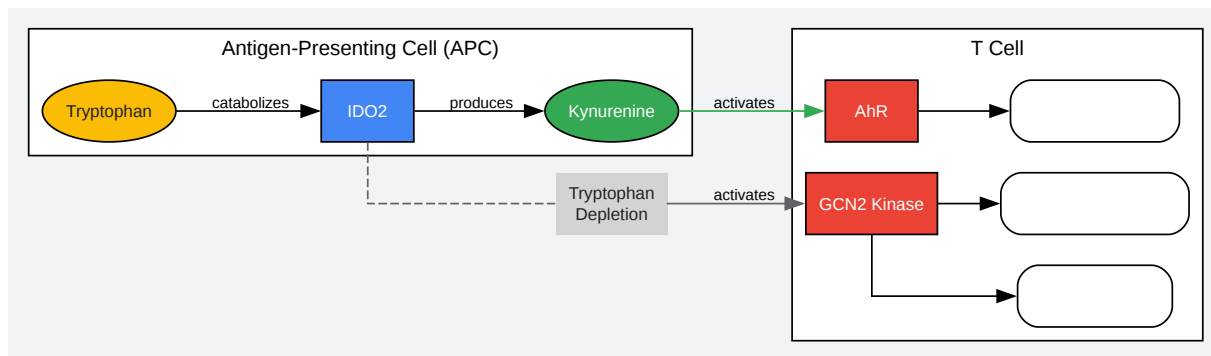 Antigen-Presenting Cell (APC)
T Cell
Tryptophan
catabolizes
IDO2
produces
Kynurenine
activates
AhR
Tryptophan
Depletion
activates
GCN2 Kinase